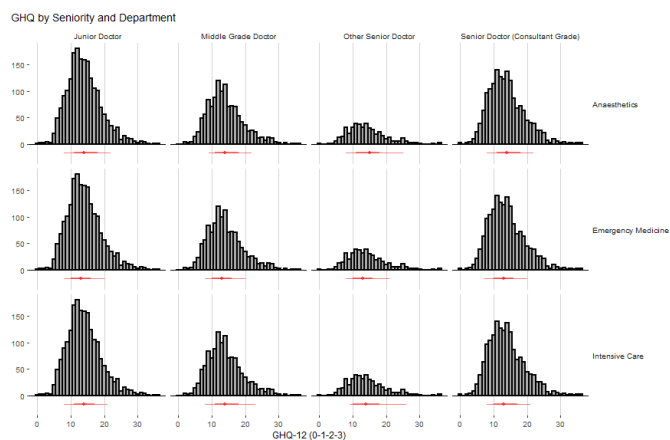 GHQ by Seniority and Department
Junior Doctor
Middle Grade Doctor
Other Senior Doctor
Senior Doctor (Consultant Grade)
150
100
50
0
Anaesthetics
150
100
50
0
Emergency Medicine
150
100
50
0
Intensive Care
0 10 20 30 0 10 20 30 0 10 20 30 0 10 20 30
GHQ-12 (0-1-2-3)